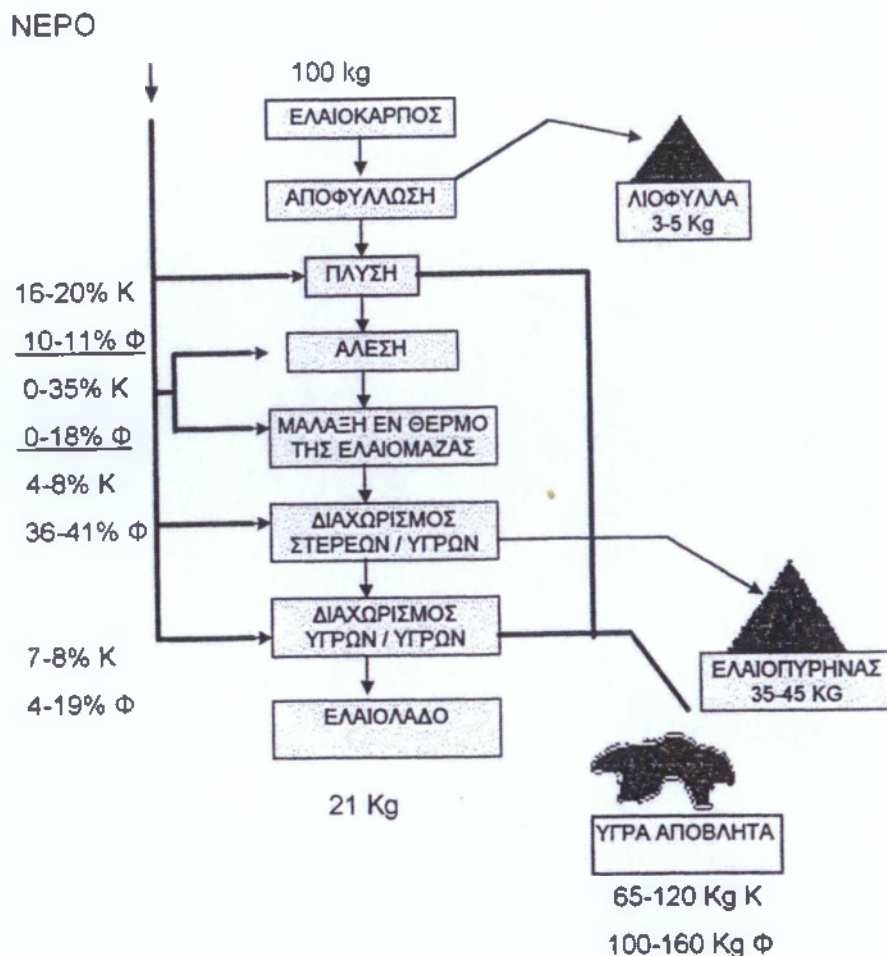 ΝΕΡΟ
100 kg
ΕΛΑΙΟΚΑΡΠΟΣ
ΑΠΟΦΥΛΛΩΣΗ
ΛΙΟΦΥΛΛΑ
3-5 Kg
ΠΛΥΣΗ
16-20% Κ
10-11% Φ
ΑΛΕΣΗ
0-35% Κ
0-18% Φ
ΜΑΛΑΞΗ ΕΝ ΘΕΡΜΟ
ΤΗΣ ΕΛΑΙΟΜΑΖΑΣ
4-8% Κ
36-41% Φ
ΔΙΑΧΩΡΙΣΜΟΣ
ΣΤΕΡΕΩΝ / ΥΓΡΩΝ
ΔΙΑΧΩΡΙΣΜΟΣ
ΥΓΡΩΝ / ΥΓΡΩΝ
7-8% Κ
4-19% Φ
ΕΛΑΙΟΠΥΡΗΝΑΣ
35-45 KG
ΕΛΑΙΟΛΑΔΟ
21 Kg
ΥΓΡΑ ΑΠΟΒΛΗΤΑ
65-120 Kg Κ
100-160 Kg Φ